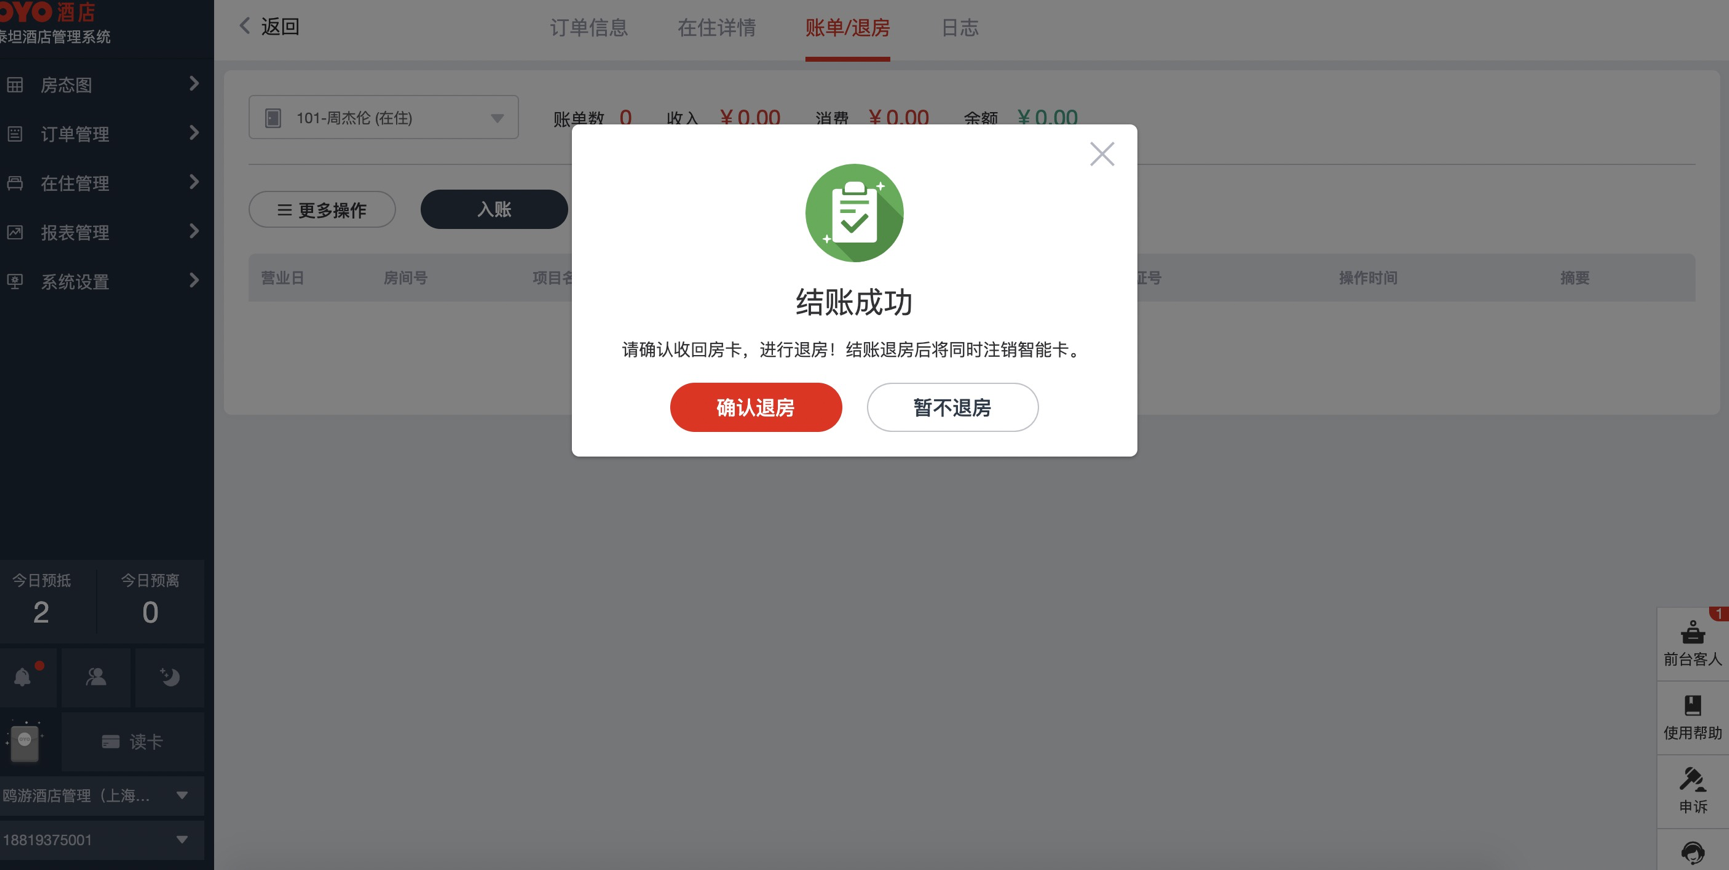 OYO 酒店
泰坦酒店管理系统
房态图
订单管理
在住管理
报表管理
系统设置
今日预抵
今日预离
2
0
读卡
鸥游酒店管理（上海...
18819375001
返回
订单信息
在住详情
账单/退房
日志
101-周杰伦 (在住)
账单数 0 收入 ￥0.00 消费 ￥0.00 余额 ￥0.00
更多操作
入账
营业日
房间号
项目名
证号
操作时间
摘要
结账成功
请确认收回房卡，进行退房！结账退房后将同时注销智能卡。
确认退房
暂不退房
1
前台客人
使用帮助
申诉